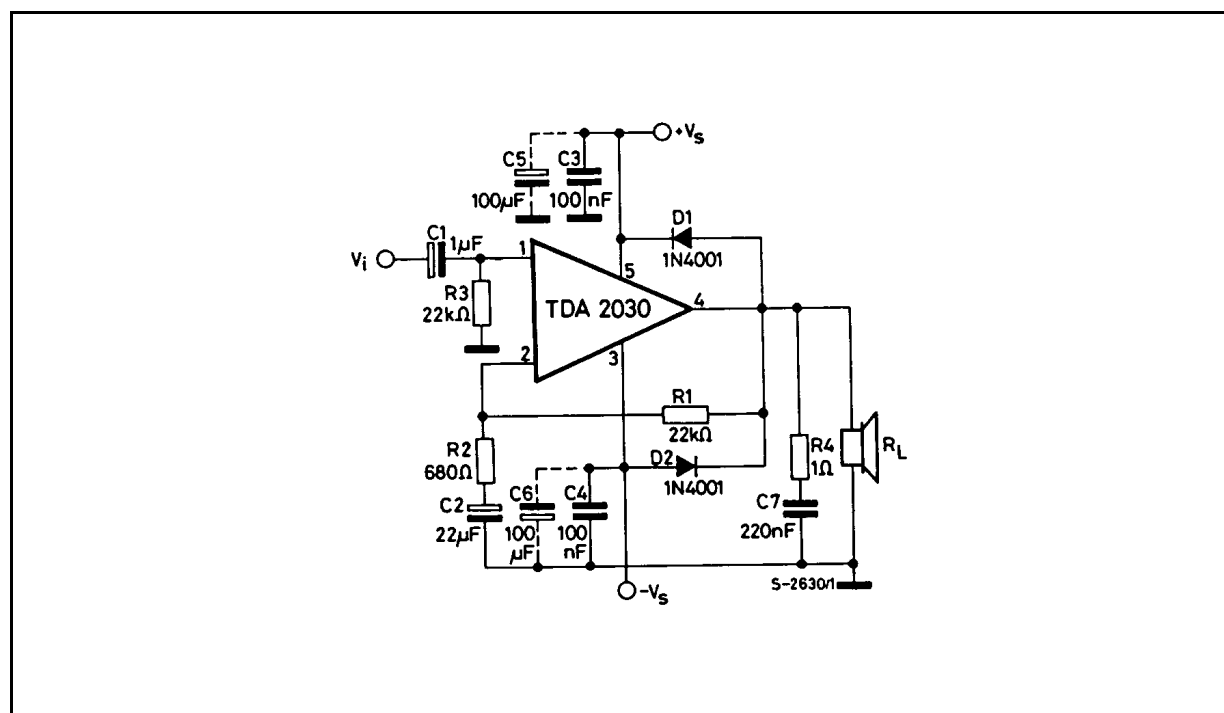 +Vs
C5
C3
100µF
100 nF
D1
1N4001
C1
1µF
Vi
1
5
R3
22kΩ
TDA 2030
4
2
3
R1
22kΩ
R2
680Ω
D2
1N4001
R4
1Ω
RL
C6
C4
C2
22µF
100
µF
100
nF
C7
220nF
S-2630/1
-Vs